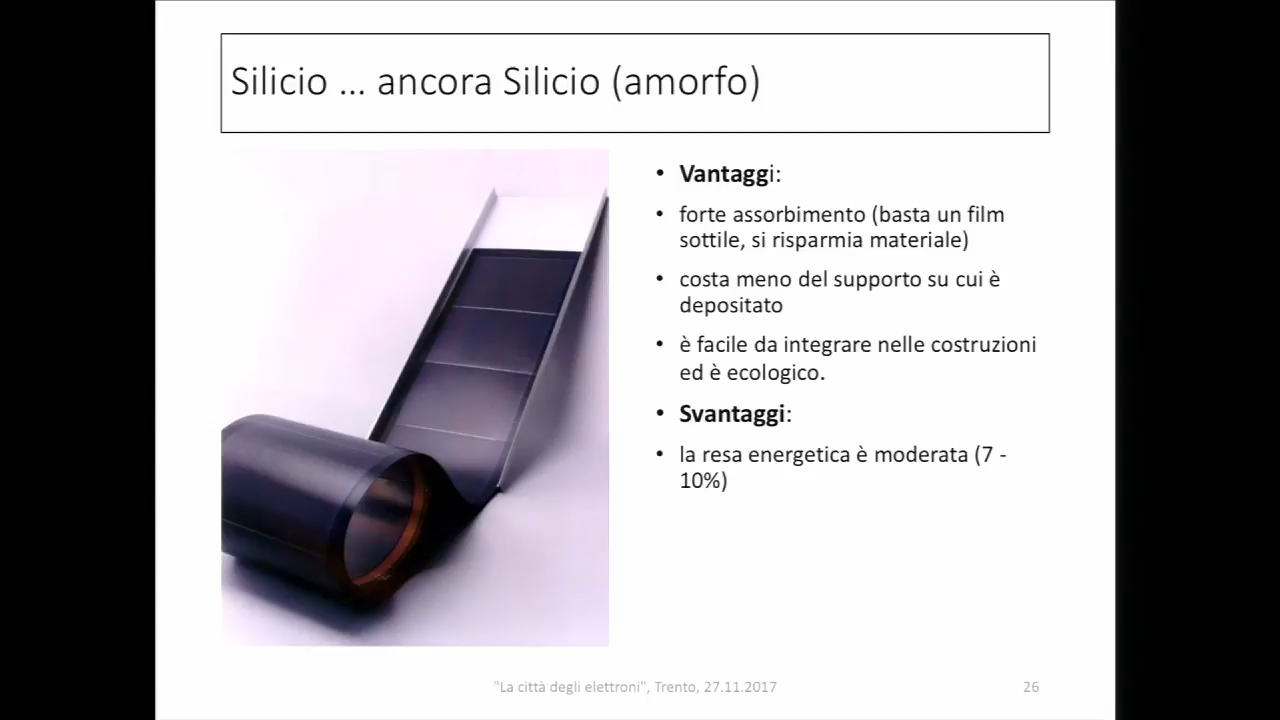 Silicio ... ancora Silicio (amorfo)
• Vantaggi:
• forte assorbimento (basta un film
sottile, si risparmia materiale)
• costa meno del supporto su cui è
depositato
• è facile da integrare nelle costruzioni
ed è ecologico.
• Svantaggi:
• la resa energetica è moderata (7 -
10%)
"La città degli elettroni", Trento, 27.11.2017
26